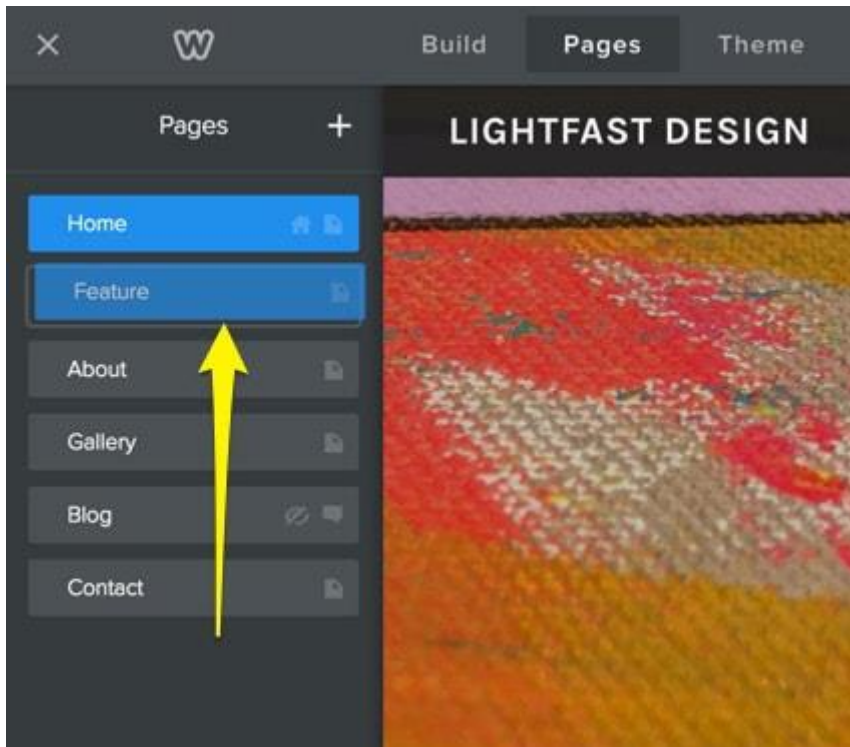 Build Pages Theme
Pages +
LIGHTFAST DESIGN
Home
Feature
About
Gallery
Blog
Contact